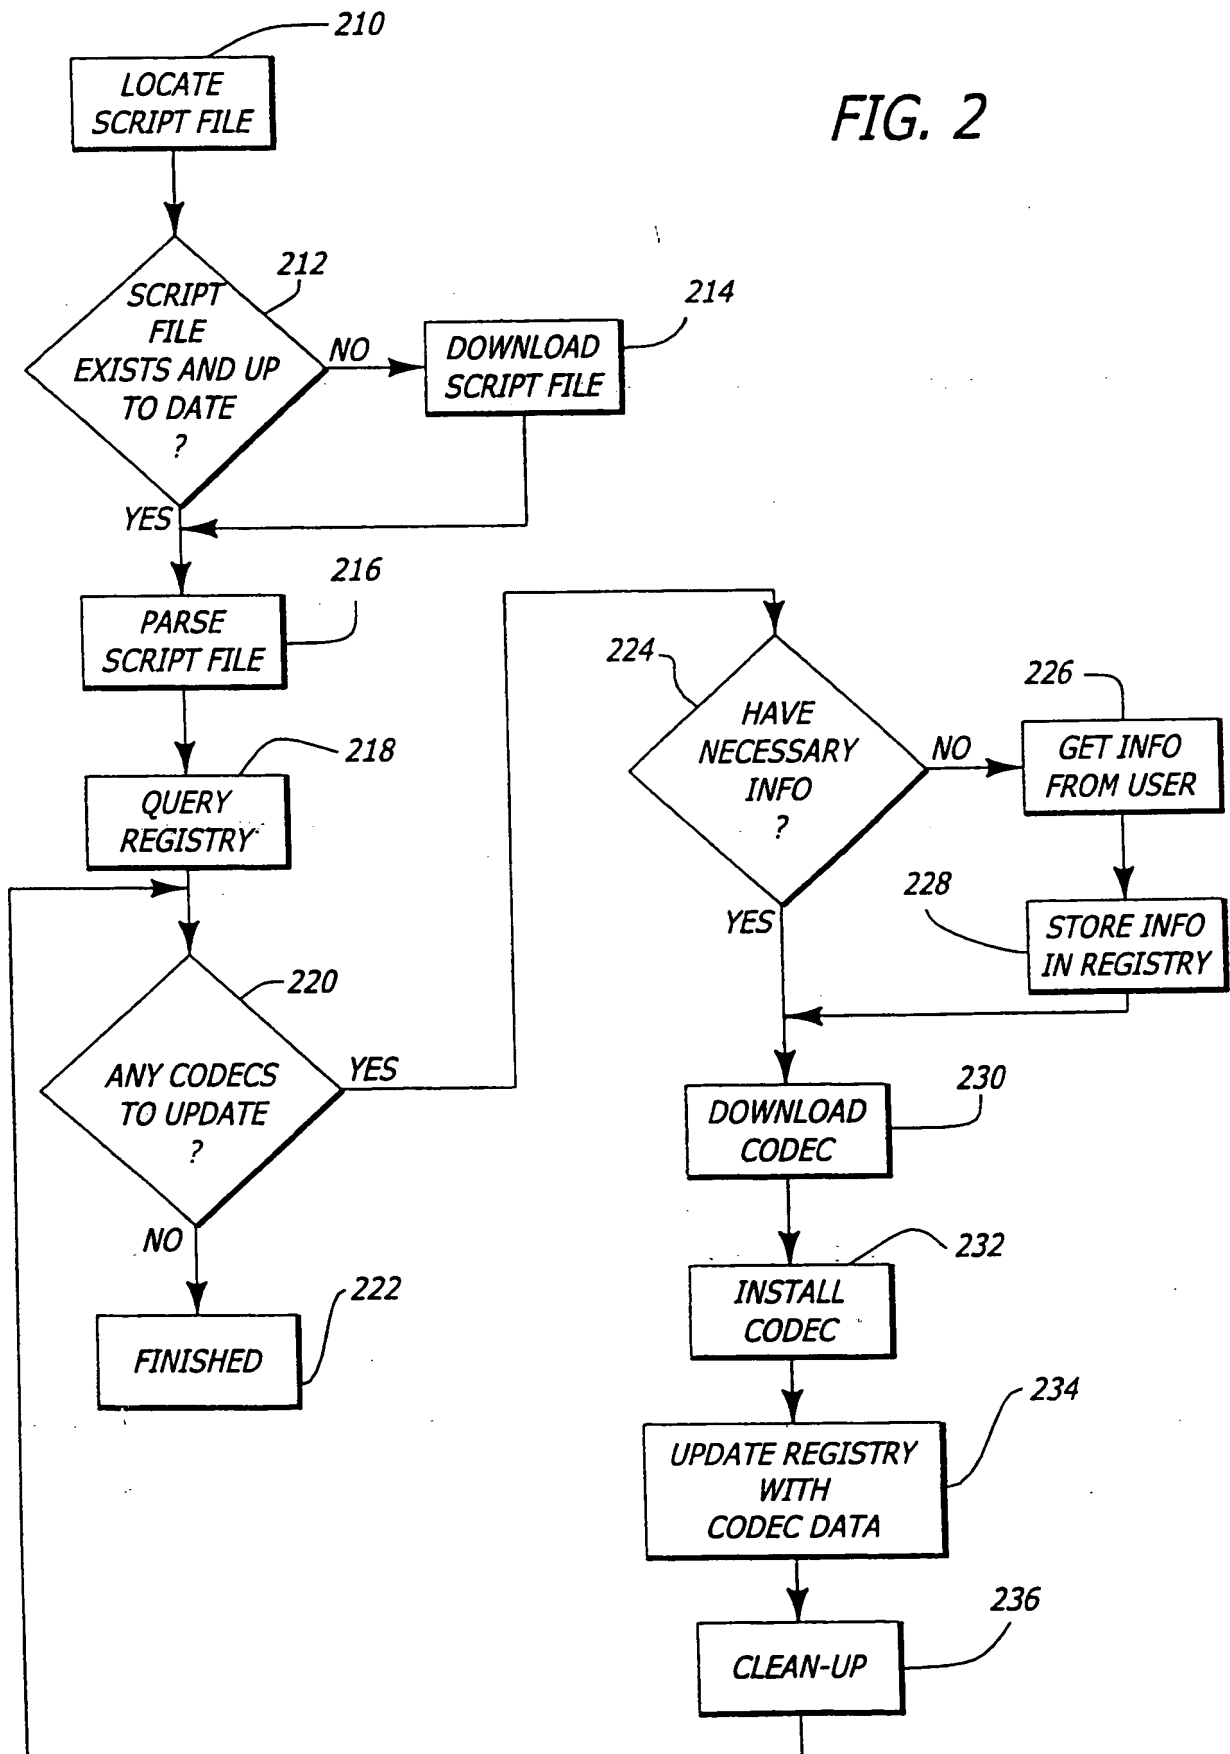 FIG. 2
210
LOCATE
SCRIPT FILE
212
SCRIPT
FILE
EXISTS AND UP
TO DATE
?
NO
214
DOWNLOAD
SCRIPT FILE
YES
216
PARSE
SCRIPT FILE
218
QUERY
REGISTRY
220
ANY CODECS
TO UPDATE
?
YES
NO
222
FINISHED
224
HAVE
NECESSARY
INFO
?
NO
226
GET INFO
FROM USER
228
STORE INFO
IN REGISTRY
YES
230
DOWNLOAD
CODEC
232
INSTALL
CODEC
234
UPDATE REGISTRY
WITH
CODEC DATA
236
CLEAN-UP